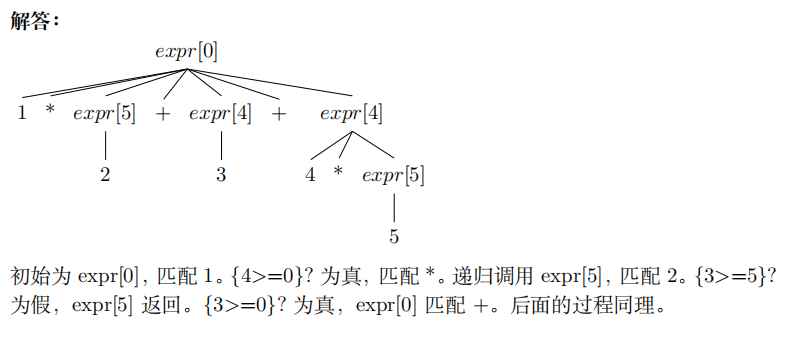 解答：
expr[0]
1 * expr[5] + expr[4] + expr[4]
2 3 4 * expr[5]
5
初始为 expr[0]，匹配 1。{4>=0}? 为真，匹配 *。递归调用 expr[5]，匹配 2。{3>=5}?
为假，expr[5] 返回。{3>=0}? 为真，expr[0] 匹配 +。后面的过程同理。